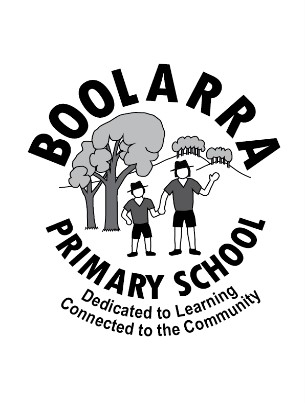 BOOLARRA
PRIMARY SCHOOL
Dedicated to Learning
Connected to the Community